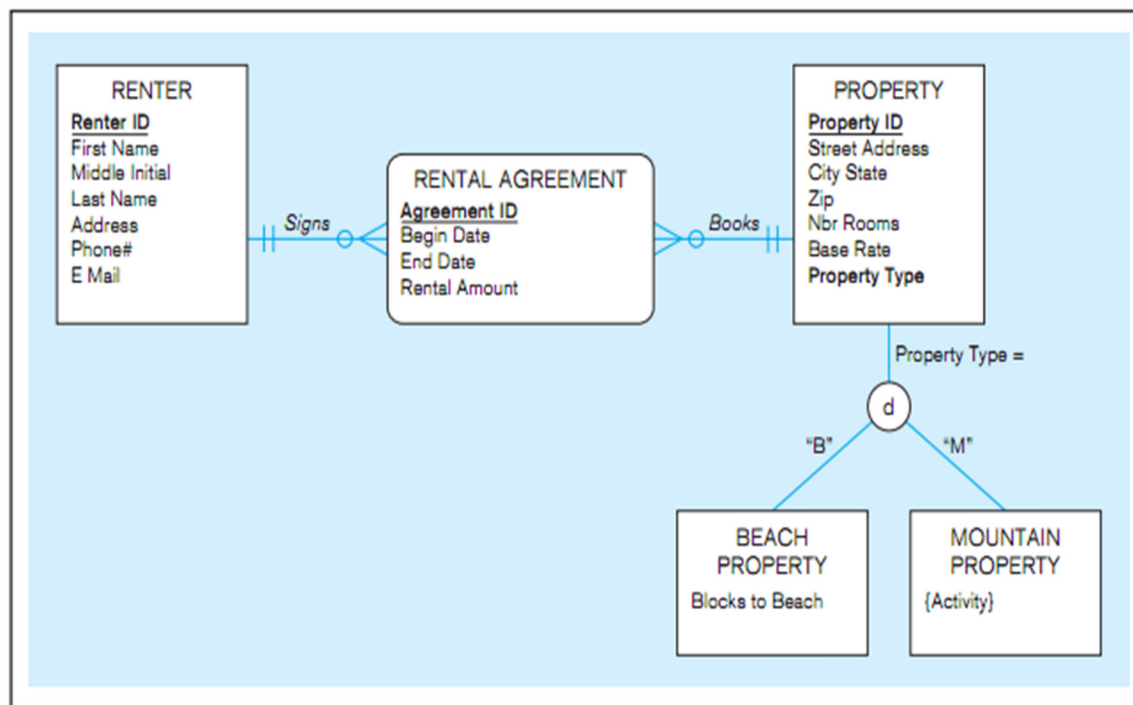 RENTER
Renter ID
First Name
Middle Initial
Last Name
Address
Phone#
E Mail
Signs
RENTAL AGREEMENT
Agreement ID
Begin Date
End Date
Rental Amount
Books
PROPERTY
Property ID
Street Address
City State
Zip
Nbr Rooms
Base Rate
Property Type
Property Type =
d
“B”
“M”
BEACH
PROPERTY
Blocks to Beach
MOUNTAIN
PROPERTY
{Activity}